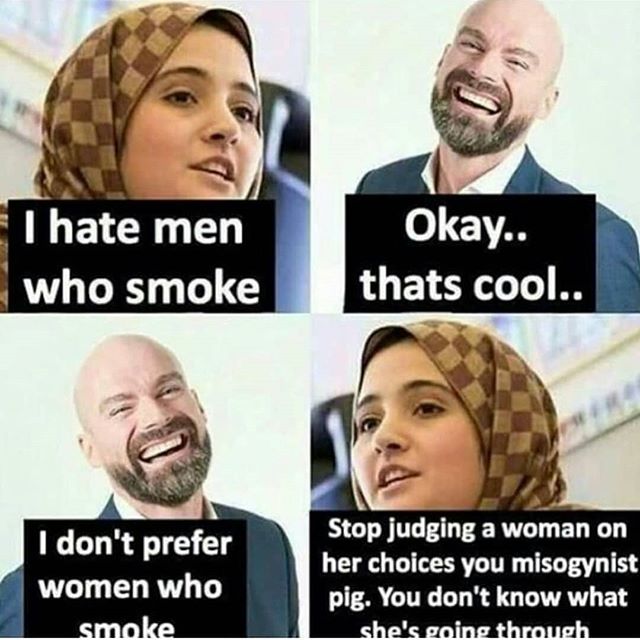 I hate men
who smoke
Okay..
thats cool..
I don't prefer
women who
smoke
Stop judging a woman on
her choices you misogynist
pig. You don't know what
she's going through